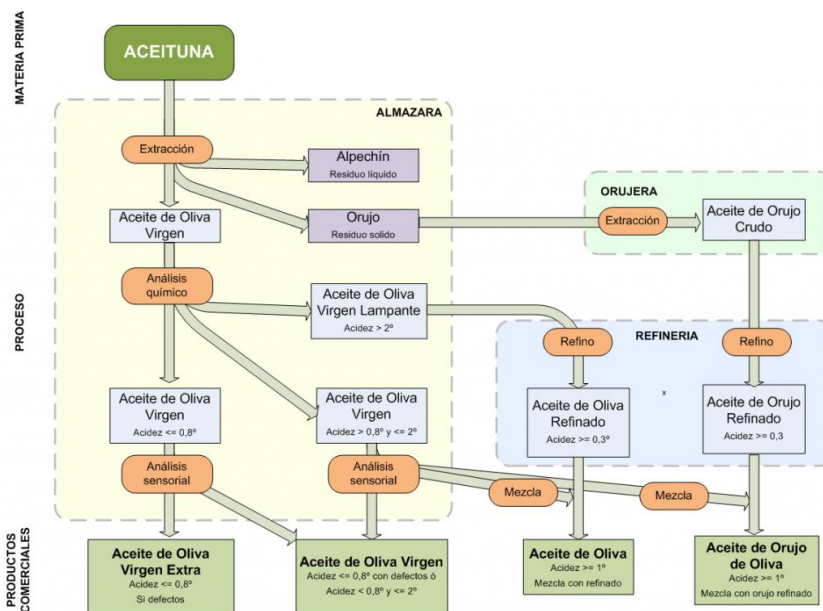 MATERIA PRIMA
ACEITUNA
ALMAZARA
Extracción
Alpechín
Residuo líquido
Orujo
Residuo solido
ORUJERA
Extracción
Aceite de Orujo
Crudo
Aceite de Oliva
Virgen
PROCESO
Análisis
químico
Aceite de Oliva
Virgen Lampante
Acidez > 2º
REFINERIA
Refino
Refino
Aceite de Oliva
Virgen
Acidez <= 0,8º
Aceite de Oliva
Virgen
Acidez > 0,8º y <= 2º
Aceite de Oliva
Refinado
Acidez >= 0,3º
x
Aceite de Orujo
Refinado
Acidez >= 0,3
Análisis
sensorial
Análisis
sensorial
Mezcla
Mezcla
PRODUCTOS
COMERCIALES
Aceite de Oliva
Virgen Extra
Acidez <= 0,8º
Si defectos
Aceite de Oliva Virgen
Acidez <= 0,8º con defectos ó
Acidez < 0,8º y <= 2º
Aceite de Oliva
Acidez >= 1º
Mezcla con refinado
Aceite de Orujo
de Oliva
Acidez >= 1º
Mezcla con orujo refinado